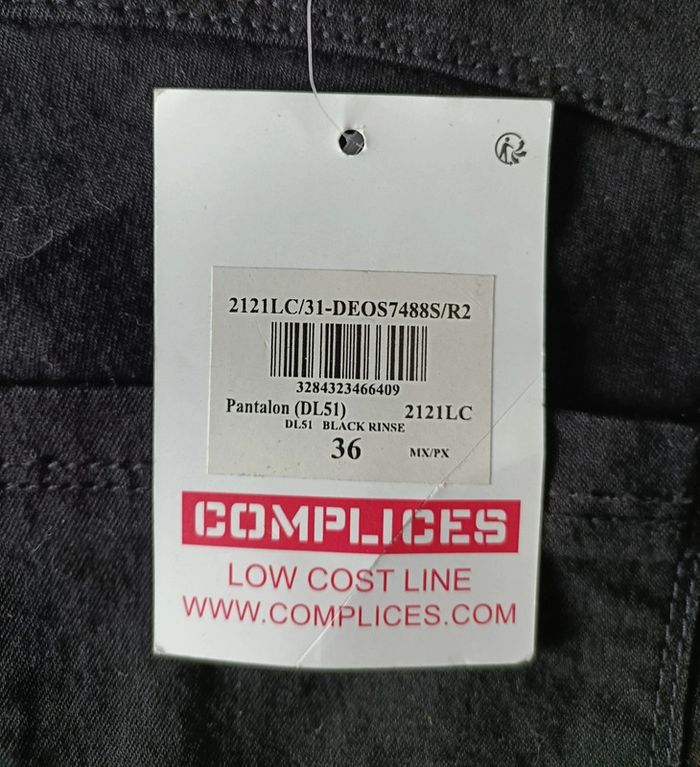 2121LC/31-DEOS7488S/R2
3284323466409
Pantalon (DL51) 2121LC
DL51 BLACK RINSE
36 MX/PX
COMPLICES
LOW COST LINE
WWW.COMPLICES.COM